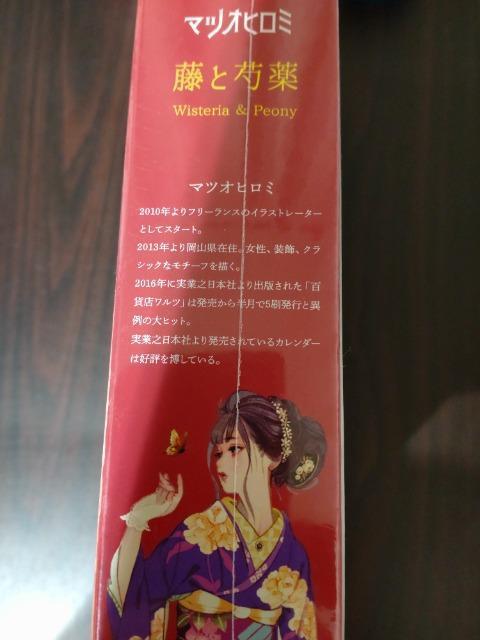 マツオヒロミ
藤と芍薬
Wisteria & Peony
マツオヒロミ
2010年よりフリーランスのイラストレーター
としてスタート。
2013年より岡山県在住。女性、装飾、クラ
シックなモチーフを描く。
2016年に実業之日本社より出版された「百
貨店ワルツ」は発売から半月で5刷発行と異
例の大ヒット。
実業之日本社より発売されているカレンダー
は好評を博している。